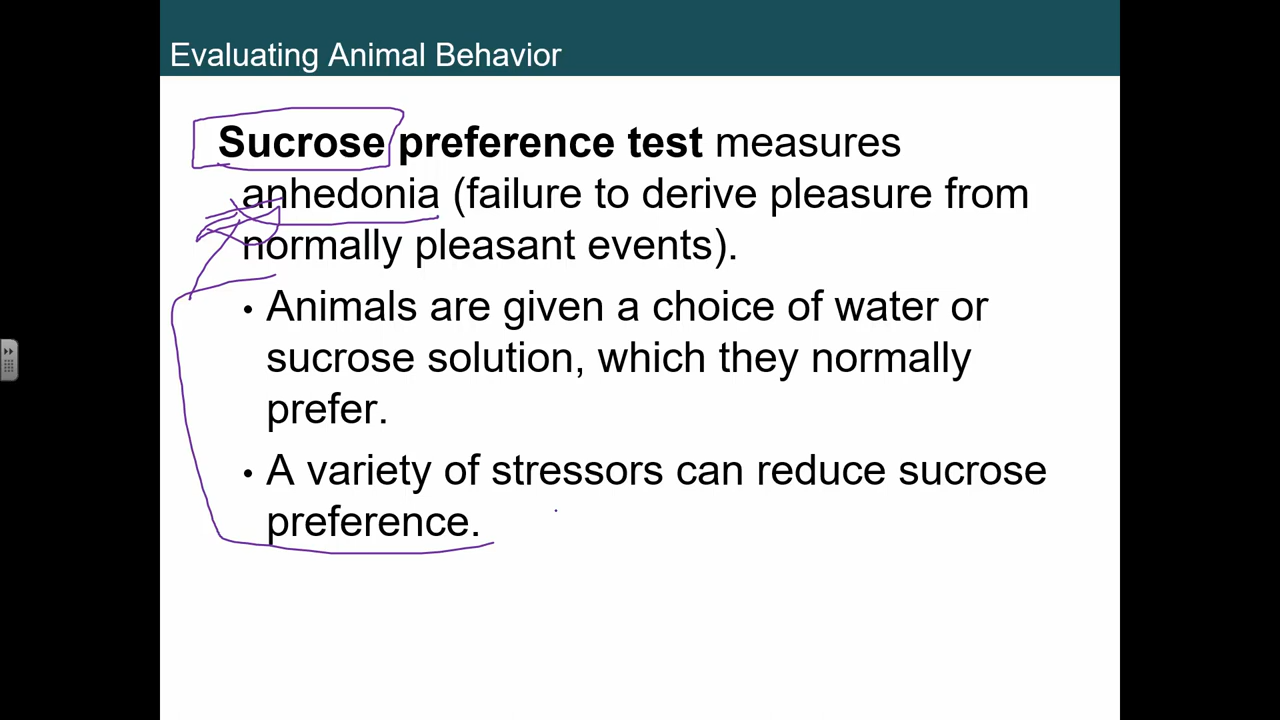 Evaluating Animal Behavior
Sucrose preference test measures
anhedonia (failure to derive pleasure from
normally pleasant events).
• Animals are given a choice of water or
sucrose solution, which they normally
prefer.
• A variety of stressors can reduce sucrose
preference.